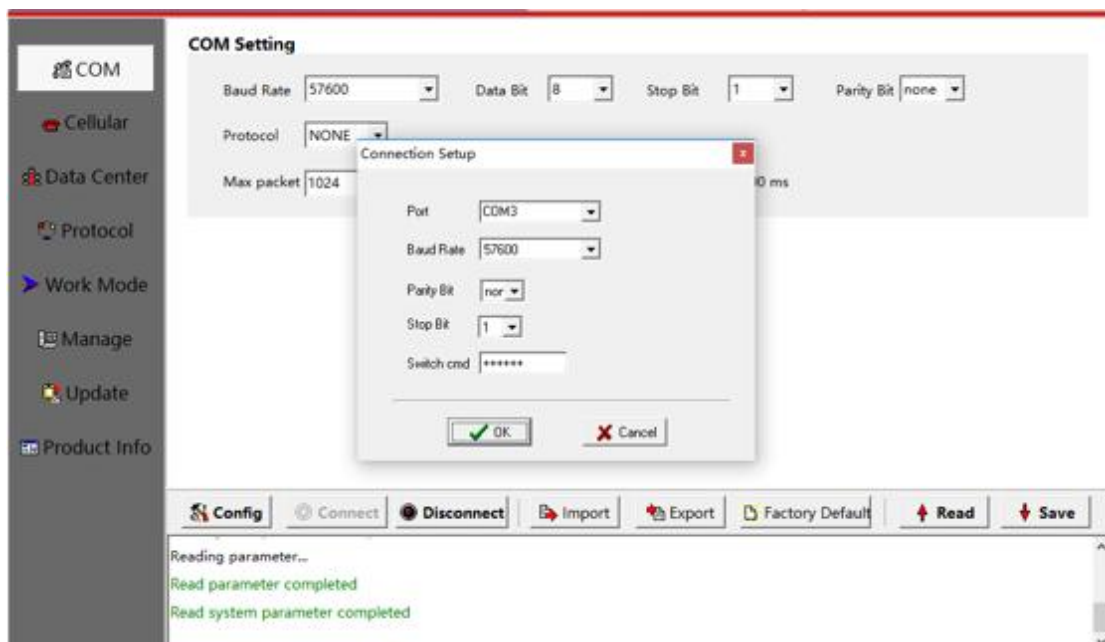 COM Setting
COM
Baud Rate 57600 Data Bit 8 Stop Bit 1 Parity Bit none
Cellular
Protocol NONE
Connection Setup
Data Center
Max packet 1024 0 ms
Port COM3
Protocol
Baud Rate 57600
Work Mode
Parity Bit nor
Stop Bit 1
Manage
Switch cmd ++++++
Update
OK Cancel
Product Info
Config Connect Disconnect Import Export Factory Default Read Save
Reading parameter...
Read parameter completed
Read system parameter completed